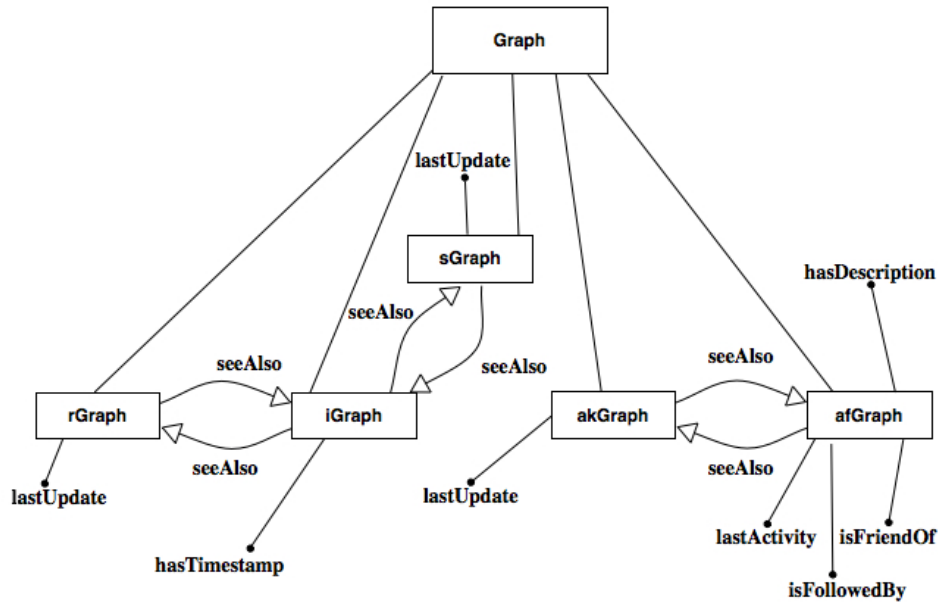 Graph
lastUpdate
sGraph
hasDescription
seeAlso
seeAlso
seeAlso
seeAlso
rGraph
iGraph
akGraph
afGraph
seeAlso
seeAlso
lastUpdate
lastUpdate
lastActivity
isFriendOf
hasTimestamp
isFollowedBy